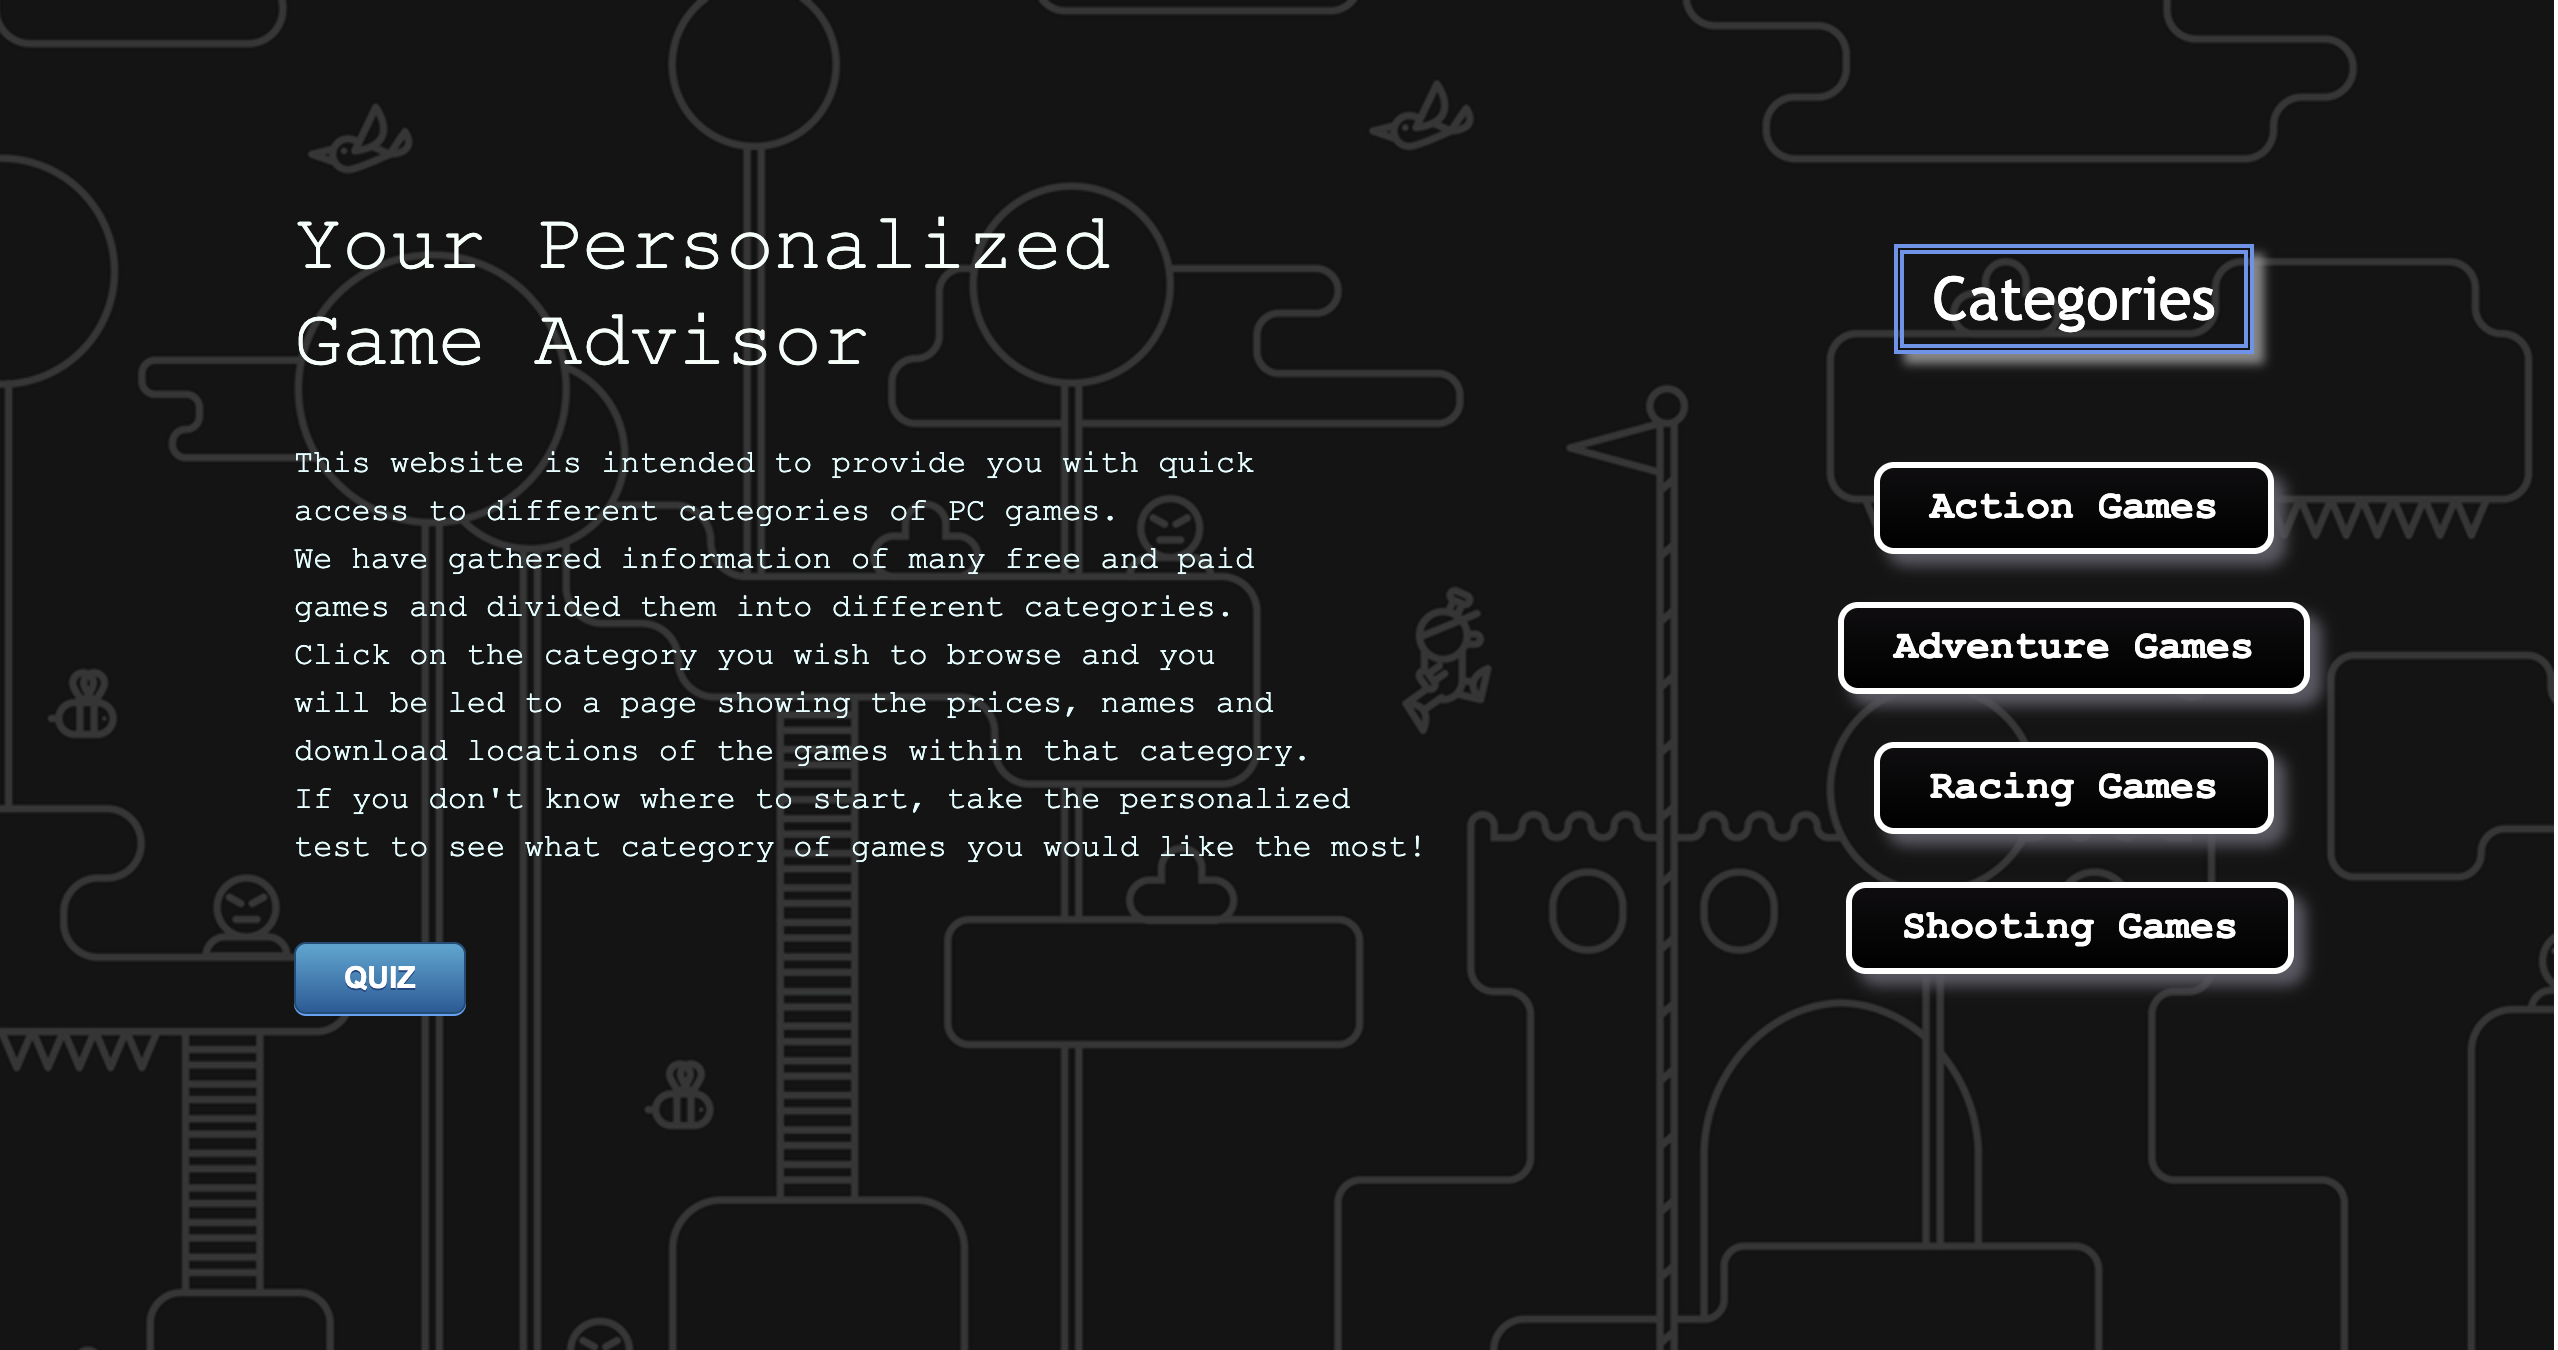 Your Personalized
Game Advisor
This website is intended to provide you with quick
access to different categories of PC games.
We have gathered information of many free and paid
games and divided them into different categories.
Click on the category you wish to browse and you
will be led to a page showing the prices, names and
download locations of the games within that category.
If you don't know where to start, take the personalized
test to see what category of games you would like the most!
QUIZ
Categories
Action Games
Adventure Games
Racing Games
Shooting Games